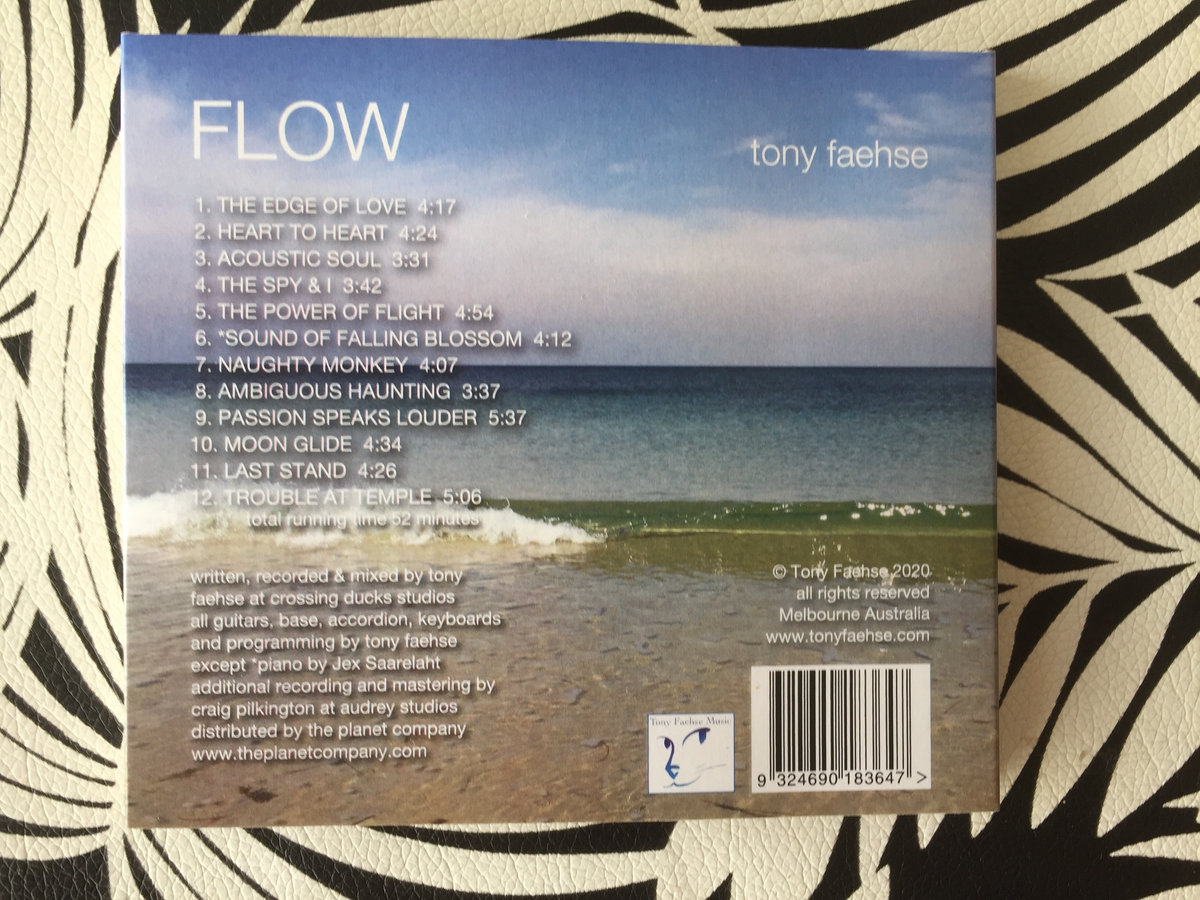 FLOW
tony faehse
1. THE EDGE OF LOVE 4:17
2. HEART TO HEART 4:24
3. ACOUSTIC SOUL 3:31
4. THE SPY & I 3:42
5. THE POWER OF FLIGHT 4:54
6. *SOUND OF FALLING BLOSSOM 4:12
7. NAUGHTY MONKEY 4:07
8. AMBIGUOUS HAUNTING 3:37
9. PASSION SPEAKS LOUDER 5:37
10. MOON GLIDE 4:34
11. LAST STAND 4:26
12. TROUBLE AT TEMPLE 5:06
total running time 52 minutes
written, recorded & mixed by tony
faehse at crossing ducks studios
all guitars, base, accordion, keyboards
and programming by tony faehse
except *piano by Jex Saarelaht
additional recording and mastering by
craig pilkington at audrey studios
distributed by the planet company
www.theplanetcompany.com
© Tony Faehse 2020
all rights reserved
Melbourne Australia
www.tonyfaehse.com
Tony Faehse Music
9 324690 183647 >